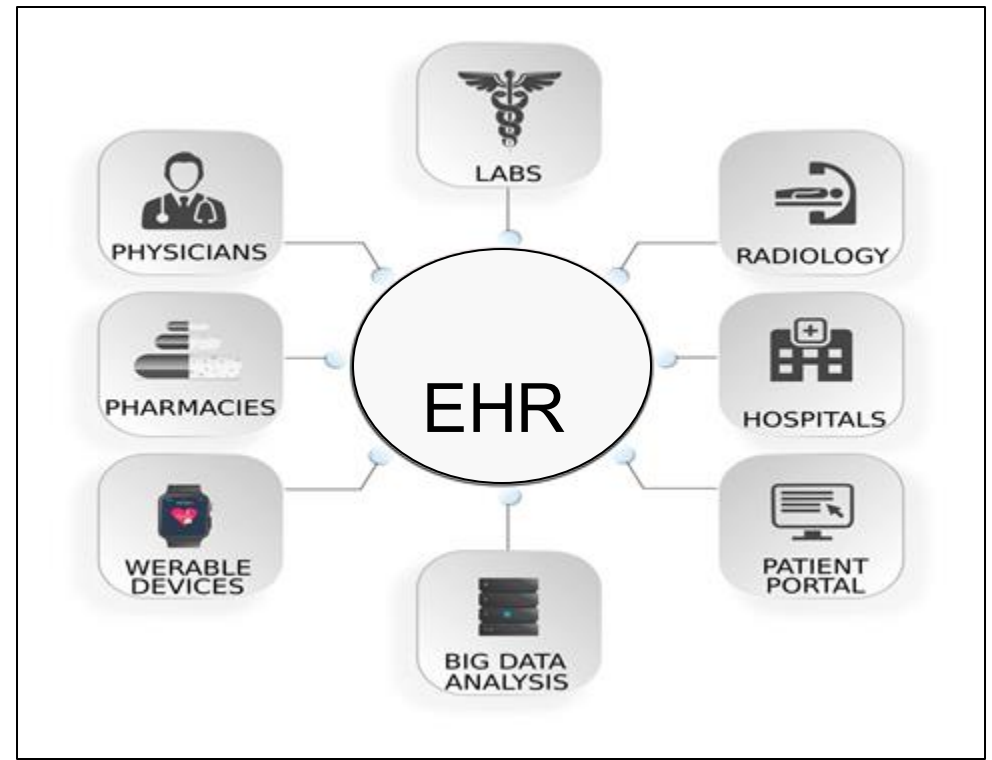 LABS
PHYSICIANS
RADIOLOGY
PHARMACIES
EHR
HOSPITALS
WERABLE
DEVICES
PATIENT
PORTAL
BIG DATA
ANALYSIS